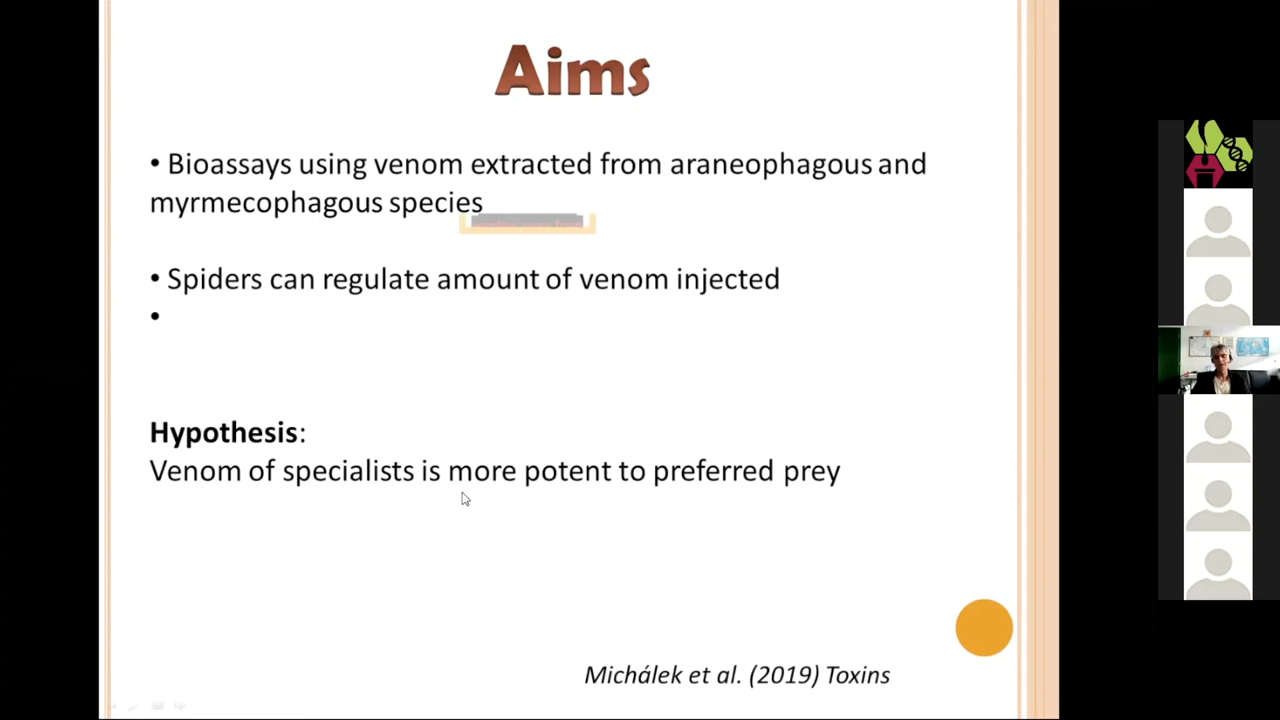 Aims
• Bioassays using venom extracted from araneophagous and
myrmecophagous species
• Spiders can regulate amount of venom injected
•
Hypothesis:
Venom of specialists is more potent to preferred prey
Michálek et al. (2019) Toxins